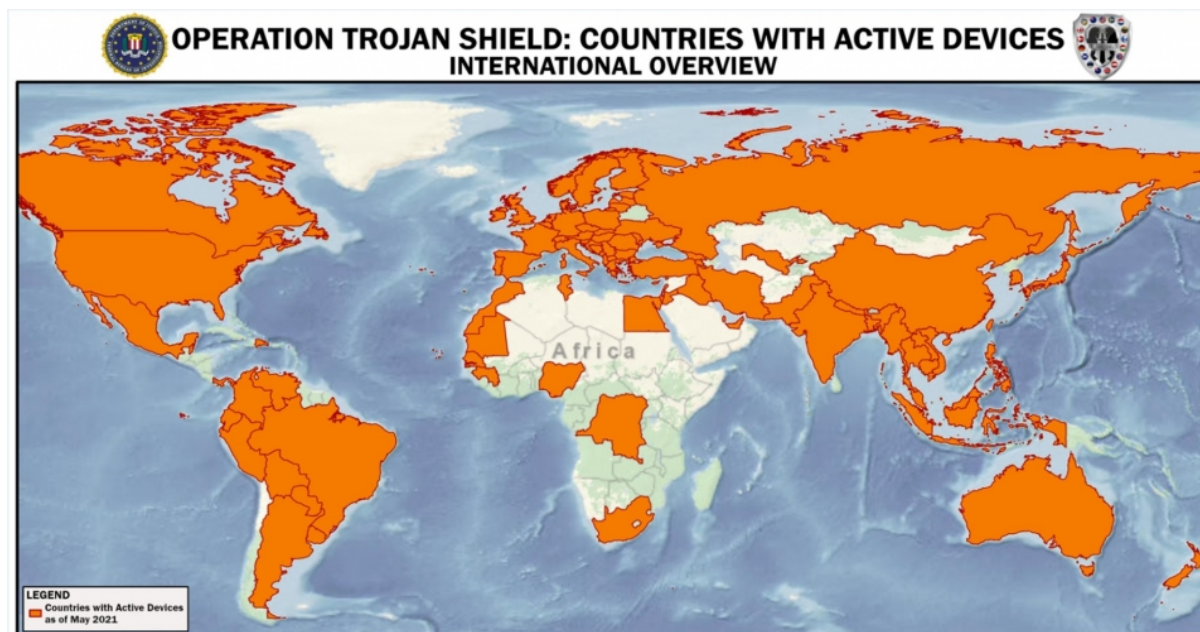 OPERATION TROJAN SHIELD: COUNTRIES WITH ACTIVE DEVICES
INTERNATIONAL OVERVIEW
Africa
LEGEND
Countries with Active Devices
as of May 2021